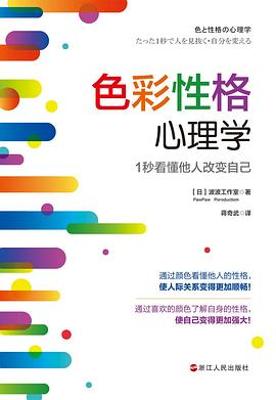 色と性格の心理学
たった1秒で人を見抜く・自分を変える
色彩性格
心理学
1秒看懂他人改变自己
［日］波波工作室◎著
PawPaw Poroduction
蒋奇武◎译
通过颜色看懂他人的性格，
使人际关系变得更加顺畅！
通过喜欢的颜色了解自身的性格，
使自己变得更加强大！
浙江人民出版社